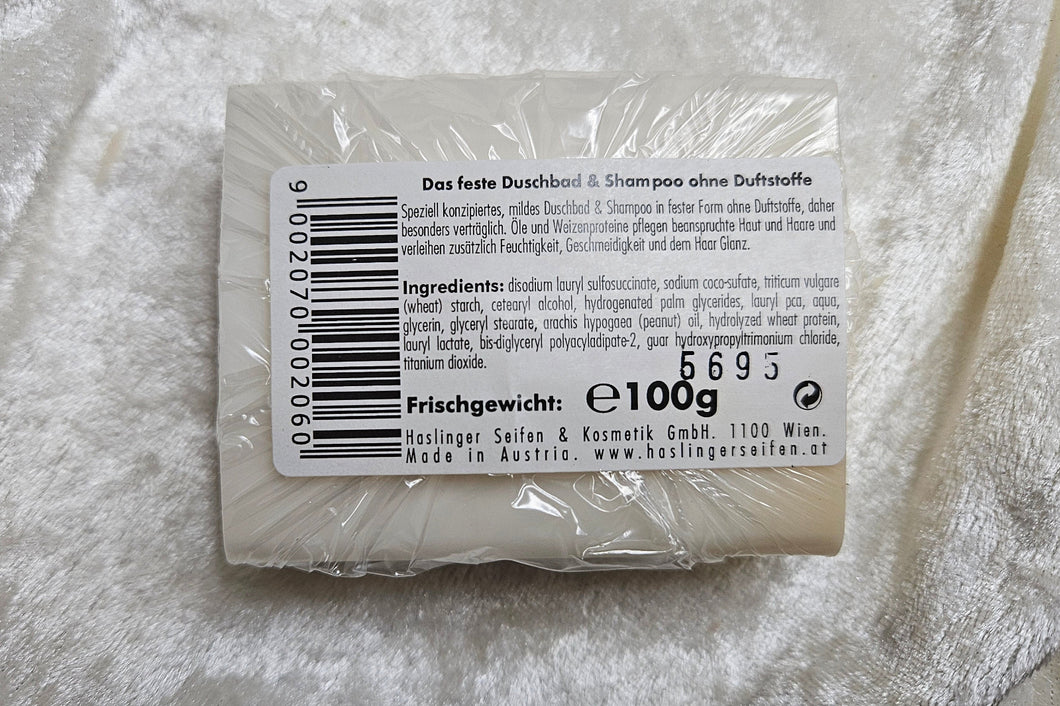 Das feste Duschbad & Shampoo ohne Duftstoffe
Speziell konzipiertes, mildes Duschbad & Shampoo in fester Form ohne Duftstoffe, daher
besonders verträglich. Öle und Weizenproteine pflegen beanspruchte Haut und Haare und
verleihen zusätzlich Feuchtigkeit, Geschmeidigkeit und dem Haar Glanz.
Ingredients: disodium lauryl sulfosuccinate, sodium coco-sufate, triticum vulgare
(wheat) starch, cetearyl alcohol, hydrogenated palm glycerides, lauryl pca, aqua,
glycerin, glyceryl stearate, arachis hypogaea (peanut) oil, hydrolyzed wheat protein,
lauryl lactate, bis-diglyceryl polyacyladipate-2, guar hydroxypropyltrimonium chloride,
titanium dioxide.
5695
Frischgewicht: ℮100g
Haslinger Seifen & Kosmetik GmbH. 1100 Wien.
Made in Austria. www.haslingerseifen.at
9 002070 002060